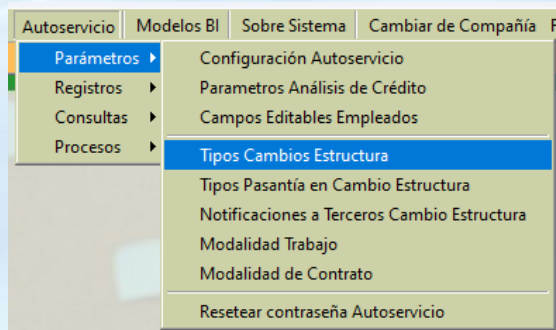 Autoservicio Modelos BI Sobre Sistema Cambiar de Compañía
Parámetros
Registros
Consultas
Procesos
Configuración Autoservicio
Parametros Análisis de Crédito
Campos Editables Empleados
Tipos Cambios Estructura
Tipos Pasantía en Cambio Estructura
Notificaciones a Terceros Cambio Estructura
Modalidad Trabajo
Modalidad de Contrato
Resetear contraseña Autoservicio